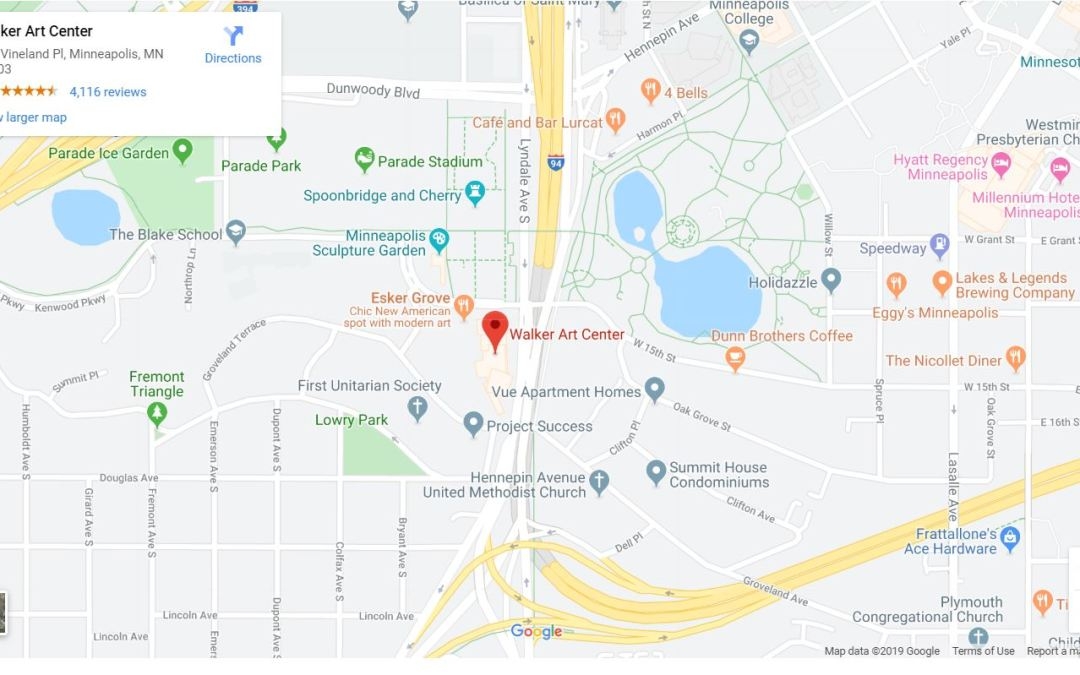 394
Basilica of Saint Mary
Minneapolis
College
N St
Hennepin Ave
Yale Pl
ker Art Center
Vineland Pl, Minneapolis, MN
03
Directions
4,116 reviews
larger map
Dunwoody Blvd
4 Bells
Minnesot
Café and Bar Lurcat
Harmon Pl
Westmin
Presbyterian Ch
Parade Ice Garden
Parade Park
Parade Stadium
Lyndale Ave S
94
Hyatt Regency
Minneapolis
Millennium Hote
Minneapolis
Spoonbridge and Cherry
The Blake School
Minneapolis
Sculpture Garden
Willow St
Speedway
W Grant St
E Grant S
Northrop Ln
Holidazzle
Lakes & Legends
Brewing Company
Pkwy
Kenwood Pkwy
Esker Grove
Chic New American
spot with modern art
Eggy's Minneapolis
Walker Art Center
Groveland Terrace
W 15th St
Dunn Brothers Coffee
The Nicollet Diner
Summit Pl
Fremont
Triangle
First Unitarian Society
Vue Apartment Homes
Spruce Pl
W 15th St
Oak Grove St
Oak Grove St
Lowry Park
Project Success
Clifton Pl
E 16th S
Humboldt Ave S
Emerson Ave S
Dupont Ave S
Douglas Ave
Hennepin Avenue
United Methodist Church
Summit House
Condominiums
Clifton Ave
Lasalle Ave
Girard Ave S
Fremont Ave S
Bryant Ave S
Colfax Ave S
Dell Pl
Frattallone's
Ace Hardware
Groveland Ave
Lincoln Ave
Lincoln Ave
Lincoln Ave
Emers
Dupont Ave S
Google
Plymouth
Congregational Church
Ti
Child
Map data ©2019 Google
Terms of Use
Report a ma